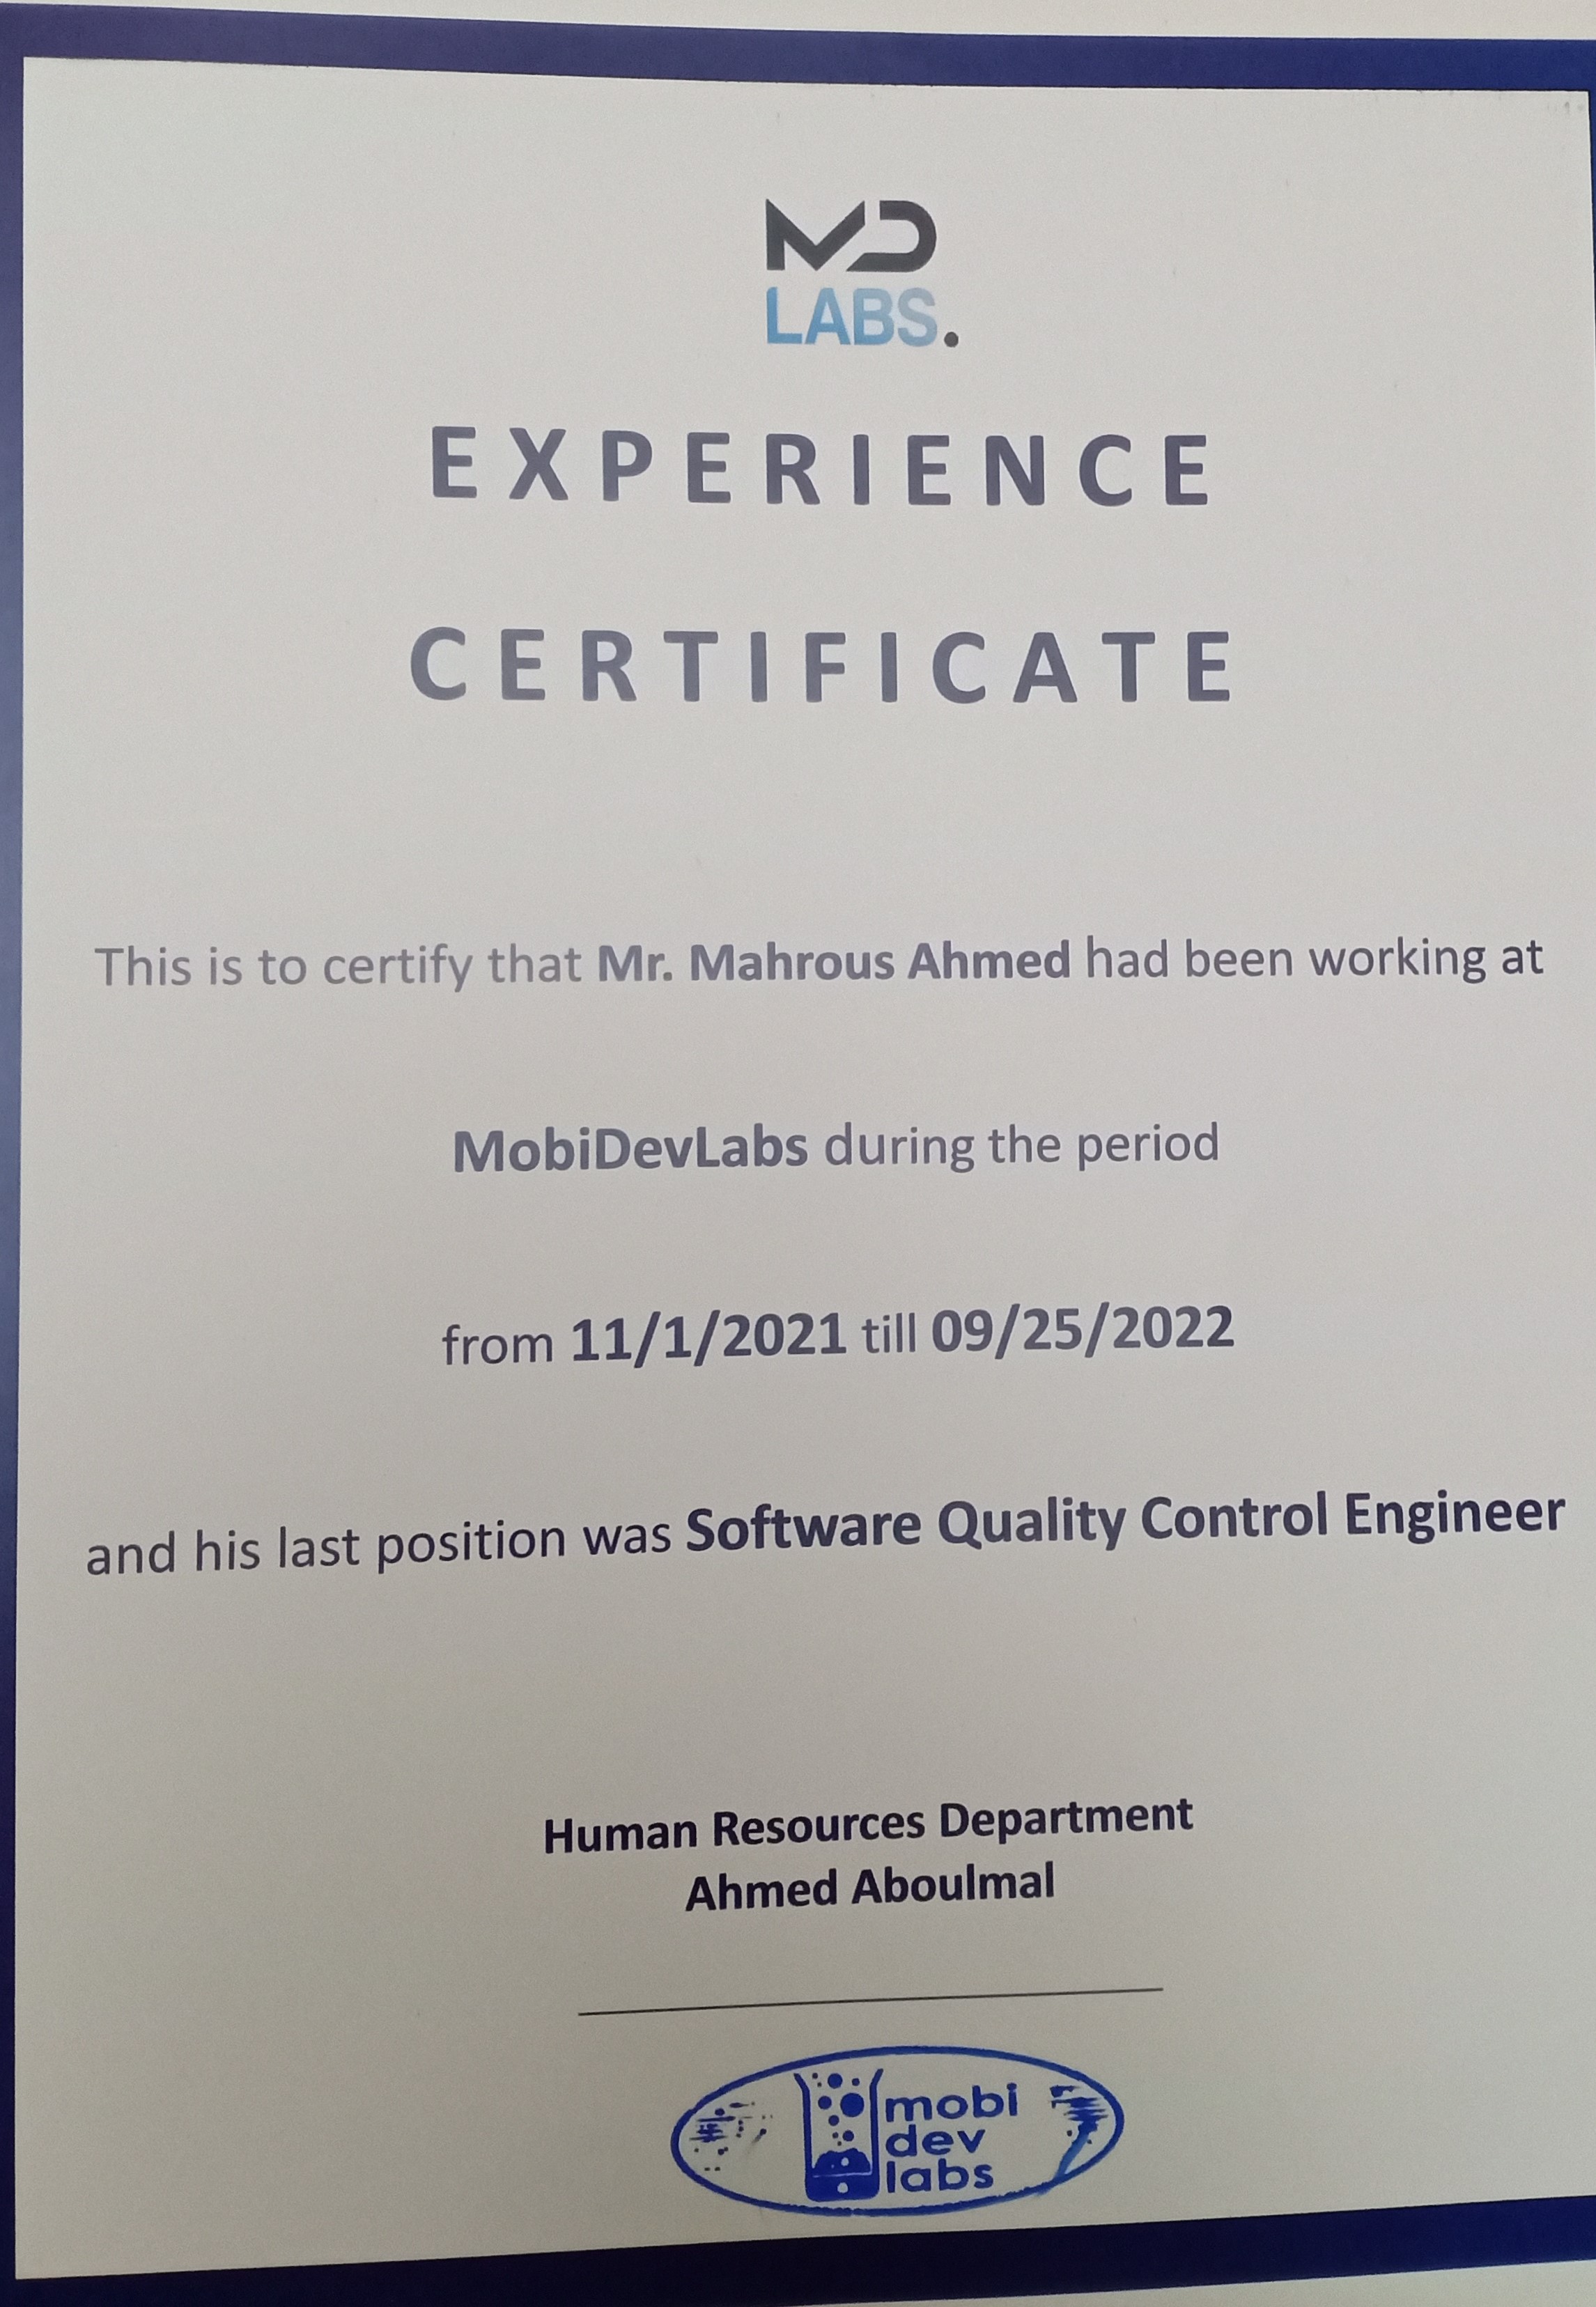 MD
LABS.
EXPERIENCE
CERTIFICATE
This is to certify that Mr. Mahrous Ahmed had been working at
MobiDevLabs during the period
from 11/1/2021 till 09/25/2022
and his last position was Software Quality Control Engineer
Human Resources Department
Ahmed Aboulmal
mobi
dev
labs